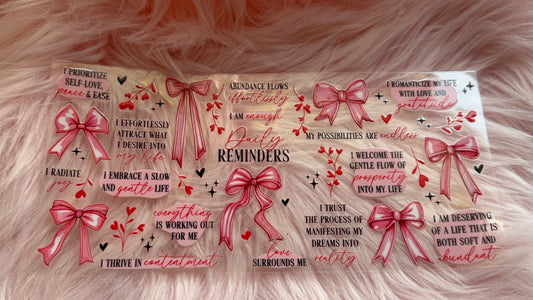 I PRIORITIZE
SELF-LOVE,
peace & EASE
I EFFORTLESSLY
ATTRACT WHAT
I DESIRE INTO
my life
I RADIATE
joy
I EMBRACE A SLOW
AND gentle LIFE
everything
IS WORKING OUT
FOR ME
I THRIVE IN contentment
ABUNDANCE FLOWS
effortlessly
I AM enough
Daily
REMINDERS
love
SURROUNDS ME
I ROMANTICIZE MY LIFE
WITH LOVE AND
gratitude
MY POSSIBILITIES ARE endless
I WELCOME THE
GENTLE FLOW OF
prosperity
INTO MY LIFE
I TRUST
THE PROCESS OF
MANIFESTING MY
DREAMS INTO
reality
I AM DESERVING
OF A LIFE THAT IS
BOTH SOFT AND
abundant